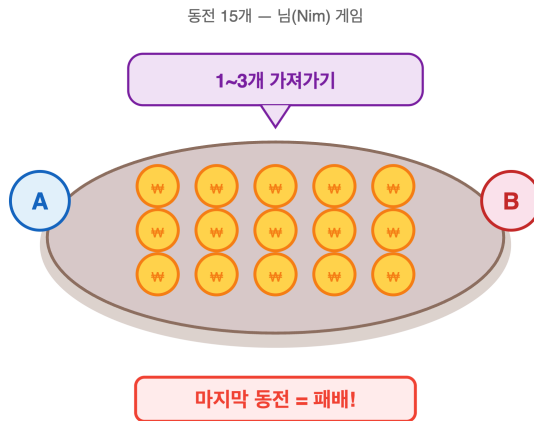 동전 15개 — 님(Nim) 게임
1~3개 가져가기
A
B
₩ ₩ ₩ ₩ ₩
₩ ₩ ₩ ₩ ₩
₩ ₩ ₩ ₩ ₩
마지막 동전 = 패배!